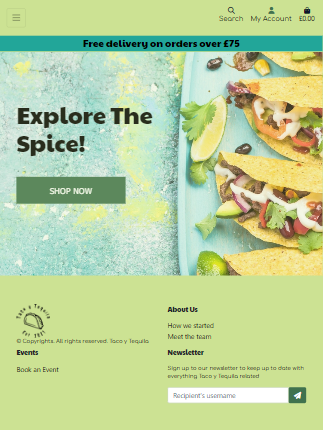 Search
My Account
£0.00
Free delivery on orders over £75
Explore The
Spice!
SHOP NOW
Taco y Tequila
Est 2021
© Copyrights. All rights reserved. Taco y Tequila
Events
Book an Event
About Us
How we started
Meet the team
Newsletter
Sign up to our newsletter to keep up to date with
everything Taco y Tequila related
Recipient's username